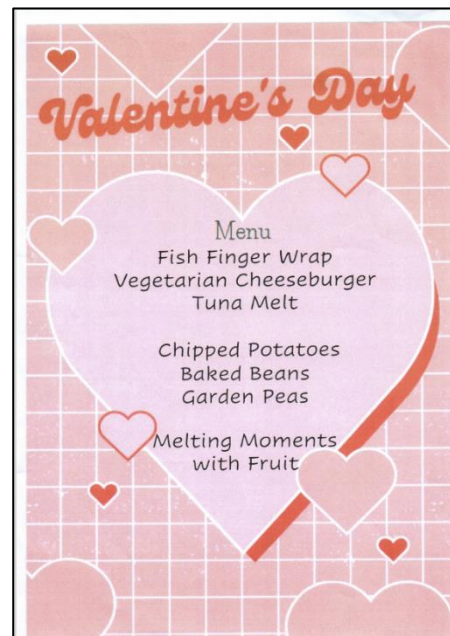 Valentine's Day
Menu
Fish Finger Wrap
Vegetarian Cheeseburger
Tuna Melt
Chipped Potatoes
Baked Beans
Garden Peas
Melting Moments
with Fruit